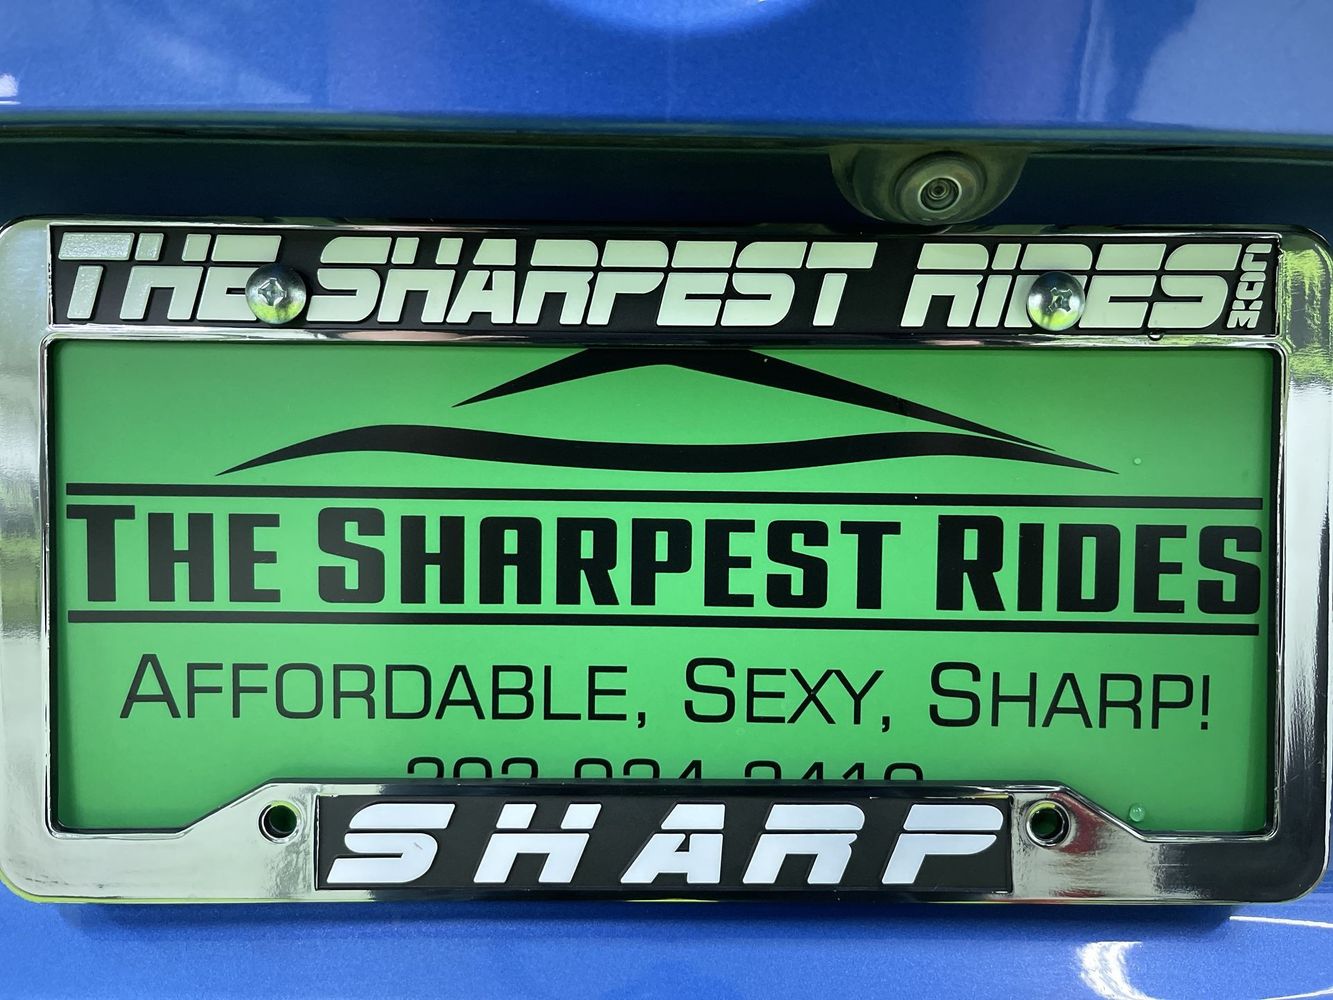 THE SHARPEST RIDES.COM
THE SHARPEST RIDES
AFFORDABLE, SEXY, SHARP!
SHARP